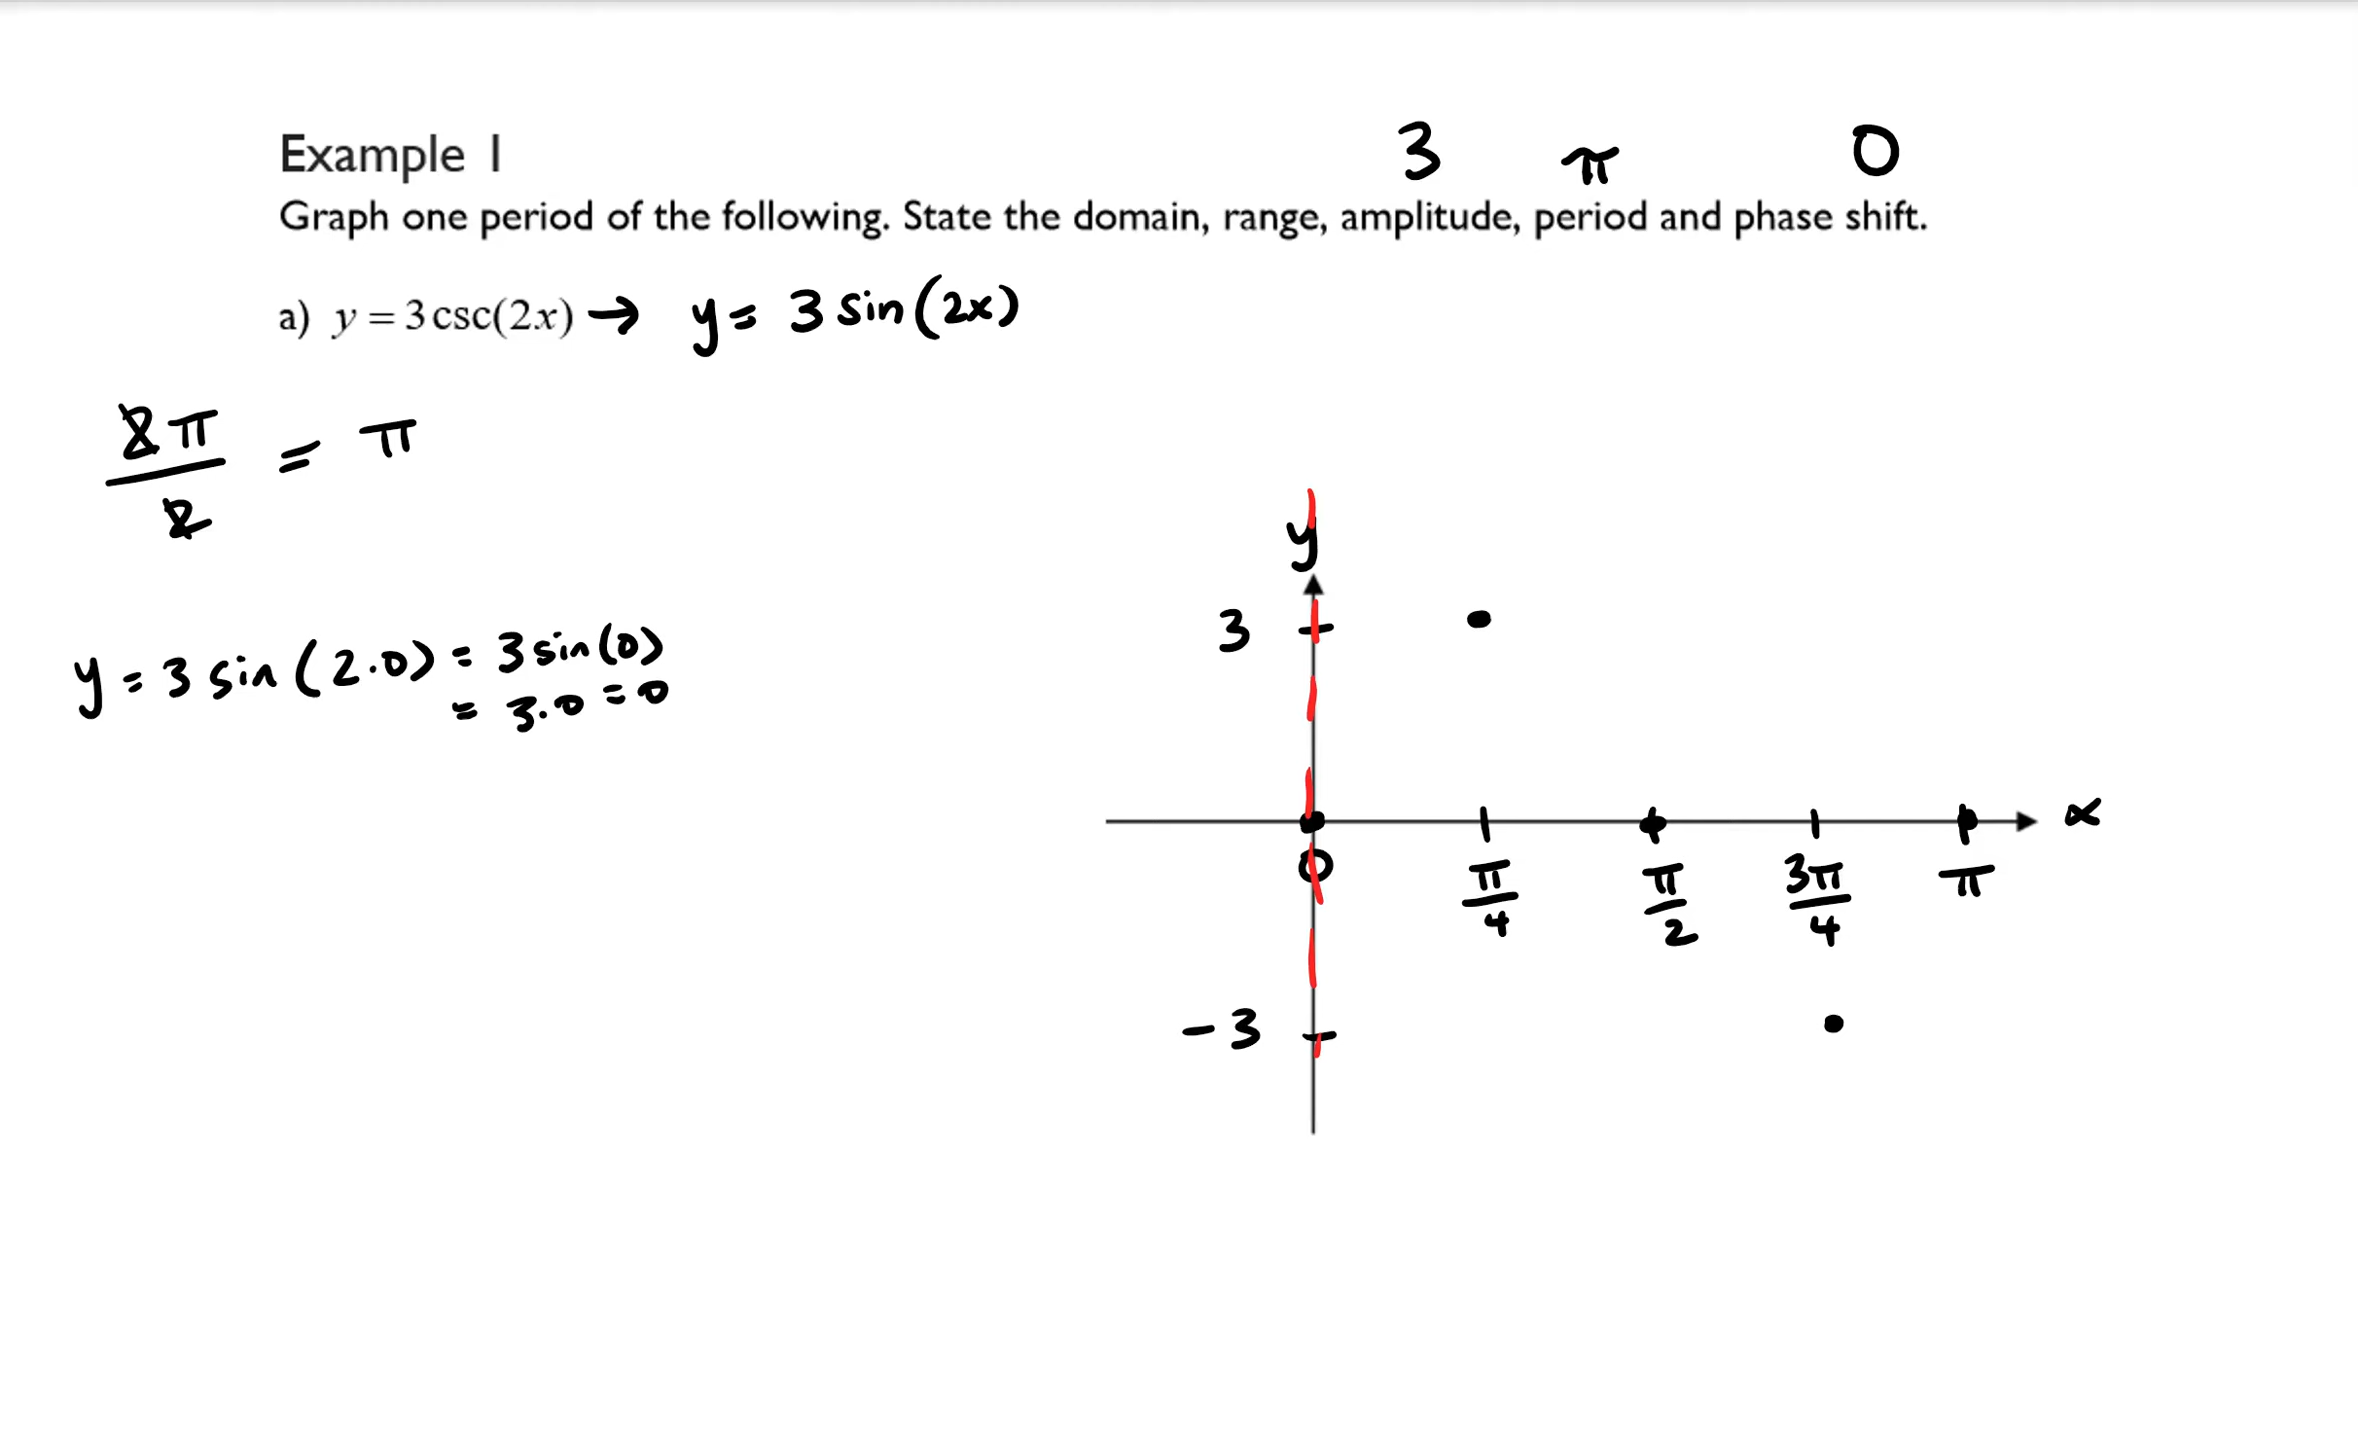 Example 1
3 π 0
Graph one period of the following. State the domain, range, amplitude, period and phase shift.
a) y = 3 csc(2x) → y = 3 sin(2x)
2π/2 = π
y = 3 sin(2·0) = 3 sin(0)
= 3·0 = 0
y
3
x
0 π/4 π/2 3π/4 π
-3